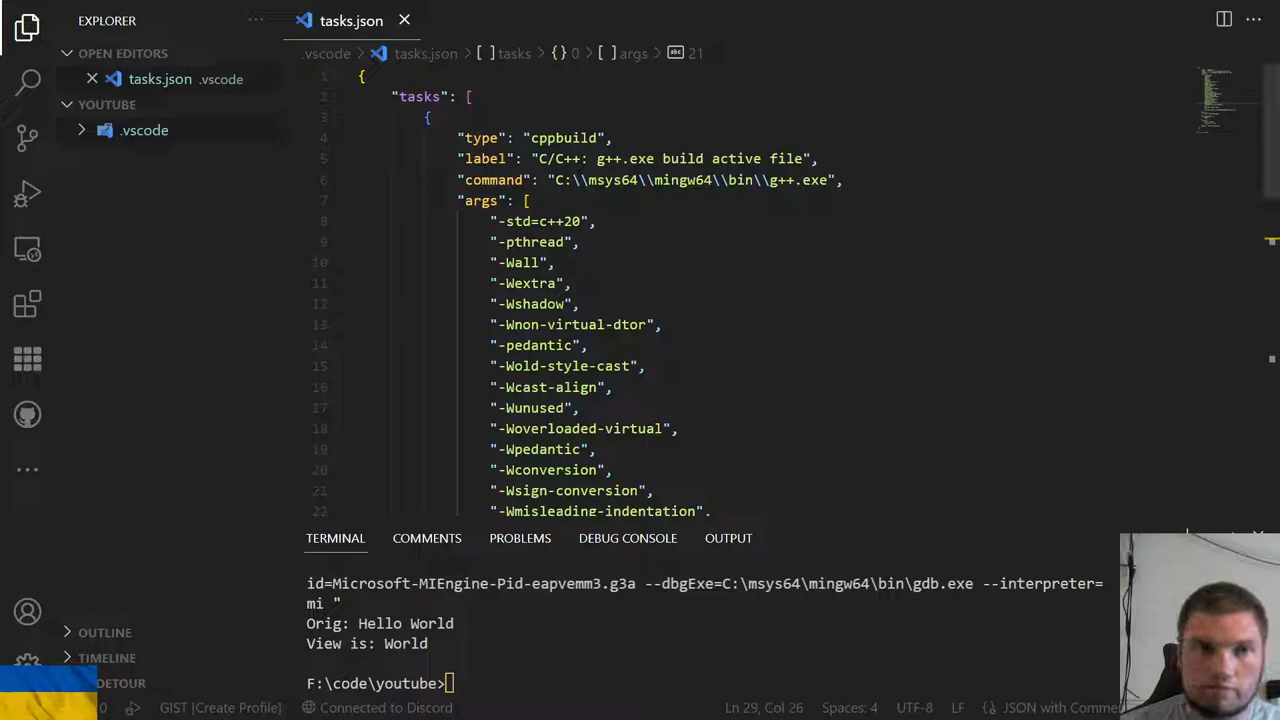 EXPLORER
···
tasks.json
OPEN EDITORS
tasks.json .vscode
YOUTUBE
.vscode
.vscode > tasks.json > [ ] tasks > {} 0 > [ ] args > abc 21
1 {
2 "tasks": [
3 {
4 "type": "cppbuild",
5 "label": "C/C++: g++.exe build active file",
6 "command": "C:\\msys64\\mingw64\\bin\\g++.exe",
7 "args": [
8 "-std=c++20",
9 "-pthread",
10 "-Wall",
11 "-Wextra",
12 "-Wshadow",
13 "-Wnon-virtual-dtor",
14 "-pedantic",
15 "-Wold-style-cast",
16 "-Wcast-align",
17 "-Wunused",
18 "-Woverloaded-virtual",
19 "-Wpedantic",
20 "-Wconversion",
21 "-Wsign-conversion",
22 "-Wmisleading-indentation",
TERMINAL COMMENTS PROBLEMS DEBUG CONSOLE OUTPUT
id=Microsoft-MIEngine-Pid-eapvemm3.g3a --dbgExe=C:\msys64\mingw64\bin\gdb.exe --interpreter=
mi "
Orig: Hello World
View is: World
F:\code\youtube>
OUTLINE
TIMELINE
DETOUR
0 GIST [Create Profile] Connected to Discord Ln 29, Col 26 Spaces: 4 UTF-8 LF JSON with Comme